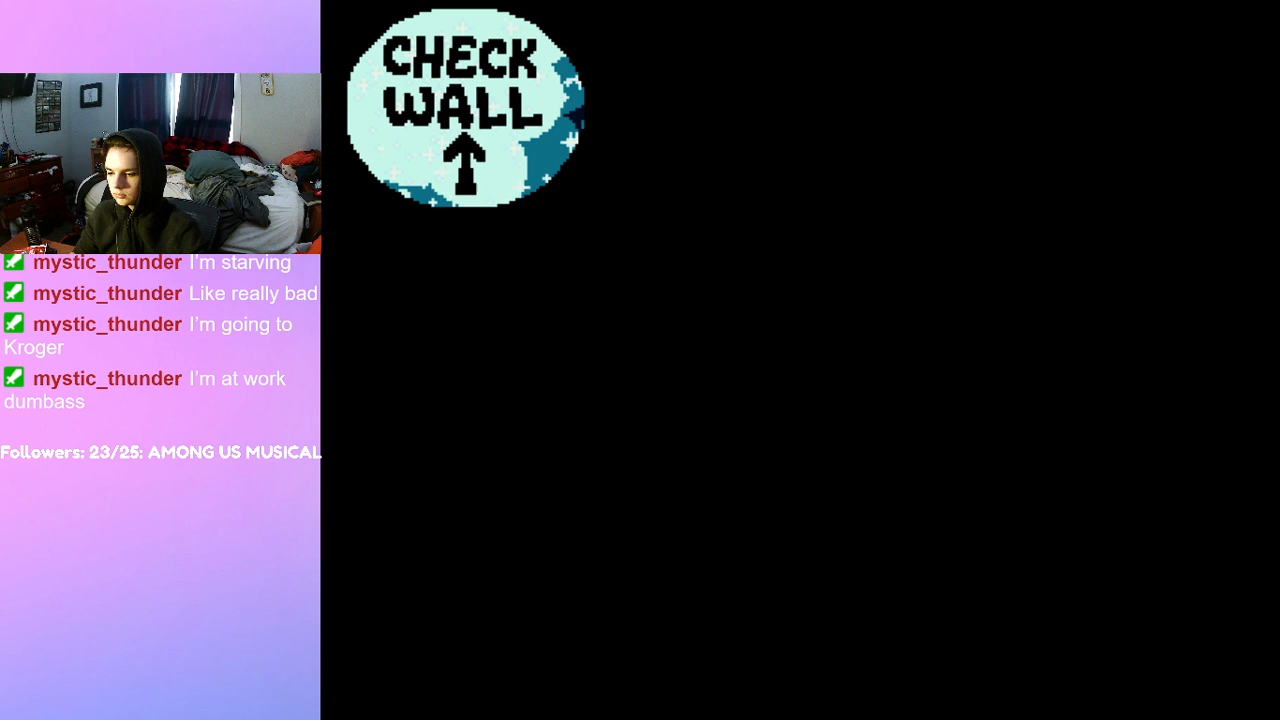 CHECK
WALL
mystic_thunder I'm starving
mystic_thunder Like really bad
mystic_thunder I'm going to
Kroger
mystic_thunder I'm at work
dumbass
Followers: 23/25: AMONG US MUSICAL